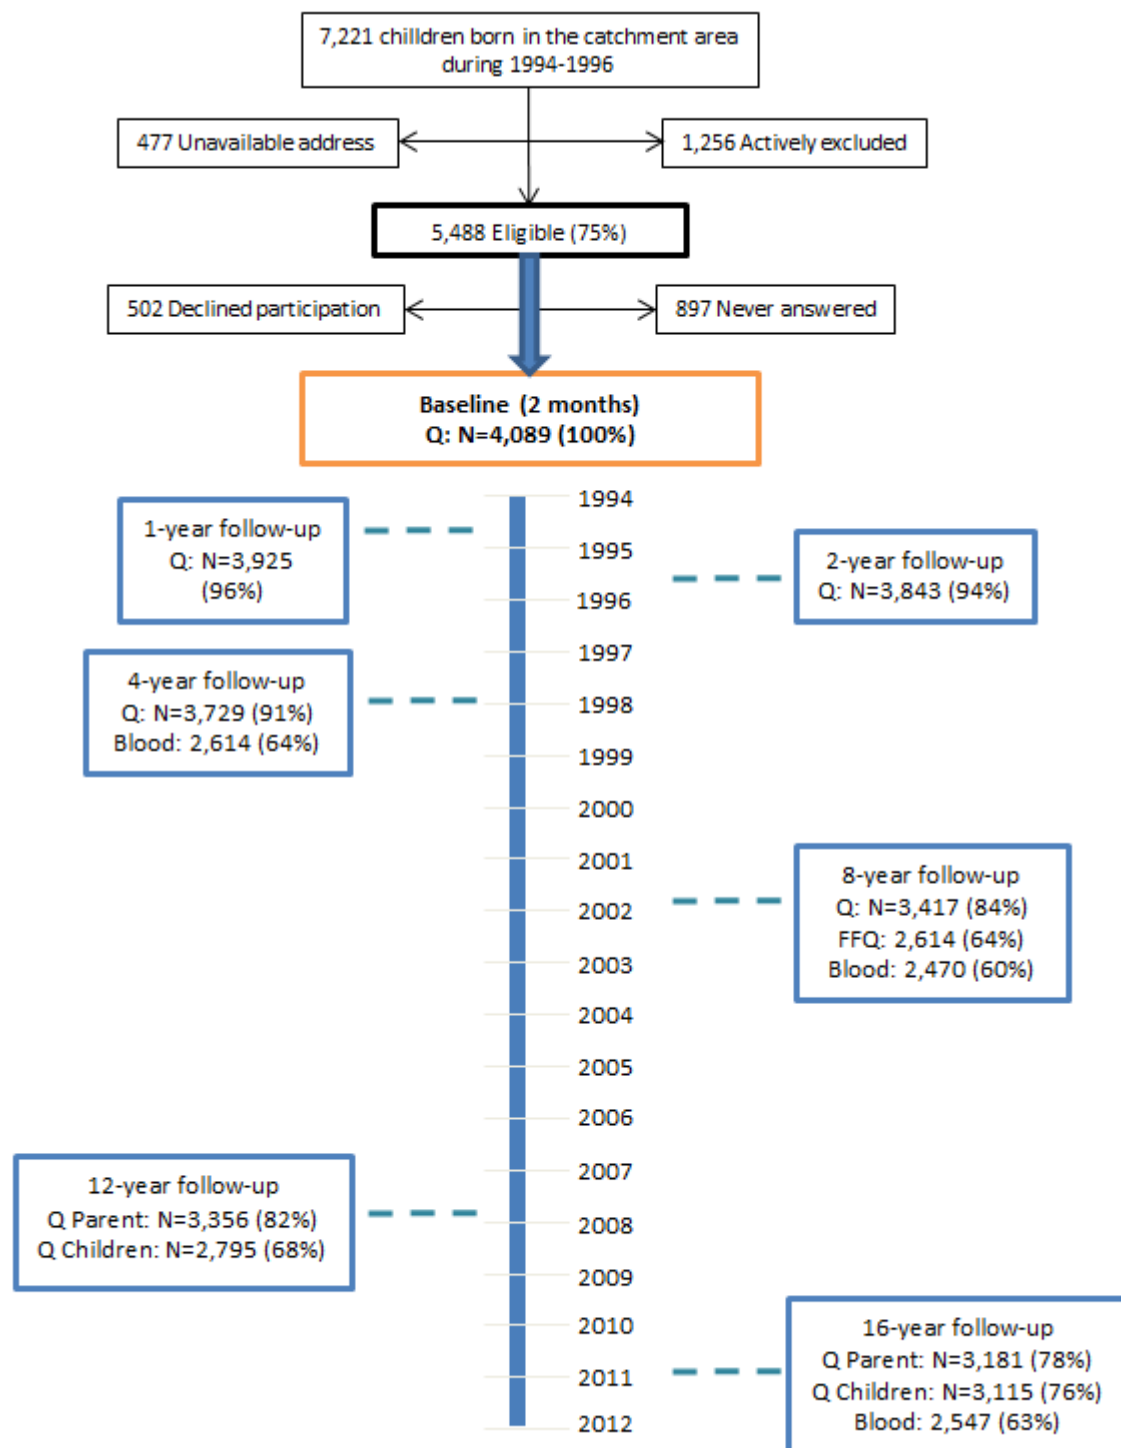 7,221 chilldren born in the catchment area
during 1994-1996
477 Unavailable address
1,256 Actively excluded
5,488 Eligible (75%)
502 Declined participation
897 Never answered
Baseline (2 months)
Q: N=4,089 (100%)
1994
1-year follow-up
Q: N=3,925
(96%)
1995
2-year follow-up
Q: N=3,843 (94%)
1996
1997
4-year follow-up
Q: N=3,729 (91%)
Blood: 2,614 (64%)
1998
1999
2000
2001
8-year follow-up
Q: N=3,417 (84%)
FFQ: 2,614 (64%)
Blood: 2,470 (60%)
2002
2003
2004
2005
2006
2007
12-year follow-up
Q Parent: N=3,356 (82%)
Q Children: N=2,795 (68%)
2008
2009
2010
16-year follow-up
Q Parent: N=3,181 (78%)
Q Children: N=3,115 (76%)
Blood: 2,547 (63%)
2011
2012